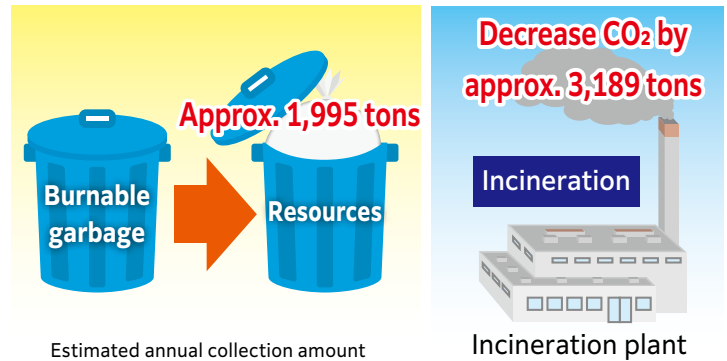 Approx. 1,995 tons
Burnable
garbage
Resources
Estimated annual collection amount
Decrease CO₂ by
approx. 3,189 tons
Incineration
Incineration plant